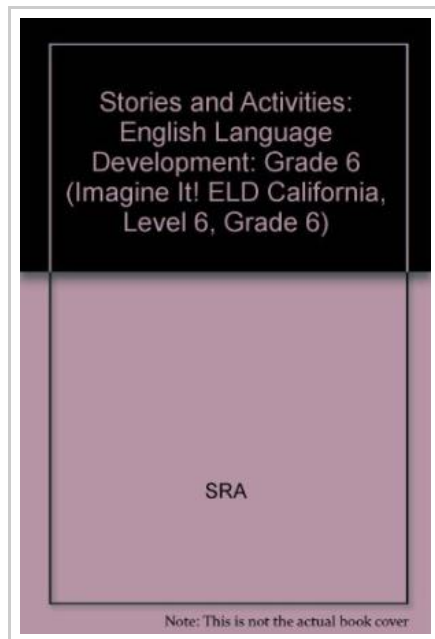 Stories and Activities:
English Language
Development: Grade 6
(Imagine It! ELD California,
Level 6, Grade 6)
SRA
Note: This is not the actual book cover